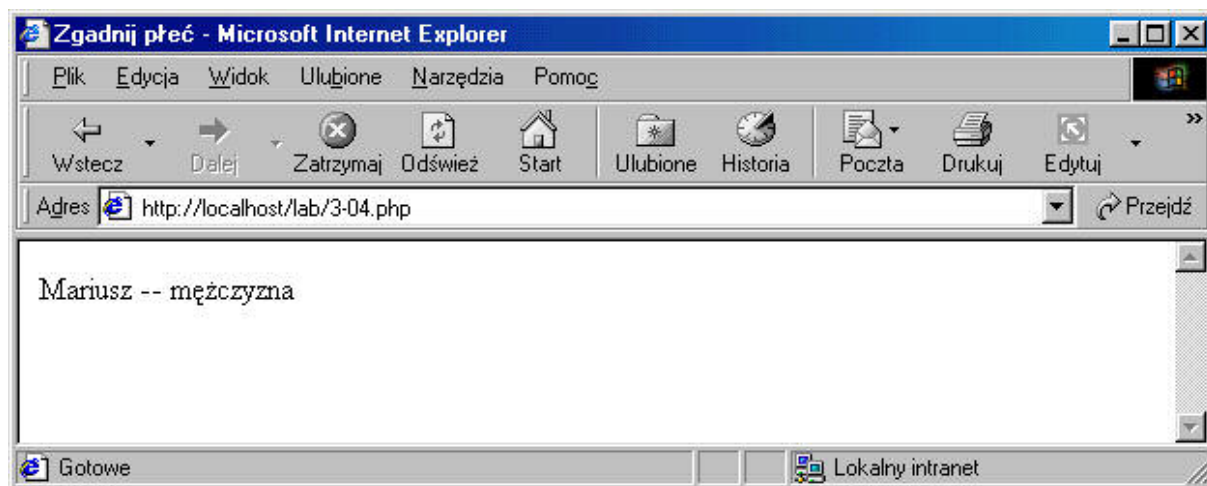 Zgadnij płeć - Microsoft Internet Explorer
Plik Edycja Widok Ulubione Narzędzia Pomoc
Wstecz Dalej Zatrzymaj Odśwież Start Ulubione Historia Poczta Drukuj Edytuj »
Adres http://localhost/lab/3-04.php Przejdź
Mariusz -- mężczyzna
Gotowe Lokalny intranet